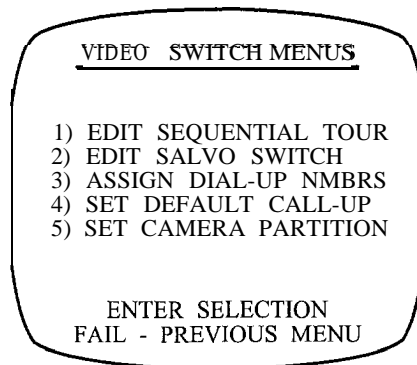 VIDEO SWITCH MENUS
1) EDIT SEQUENTIAL TOUR
2) EDIT SALVO SWITCH
3) ASSIGN DIAL-UP NMBRS
4) SET DEFAULT CALL-UP
5) SET CAMERA PARTITION
ENTER SELECTION
FAIL - PREVIOUS MENU